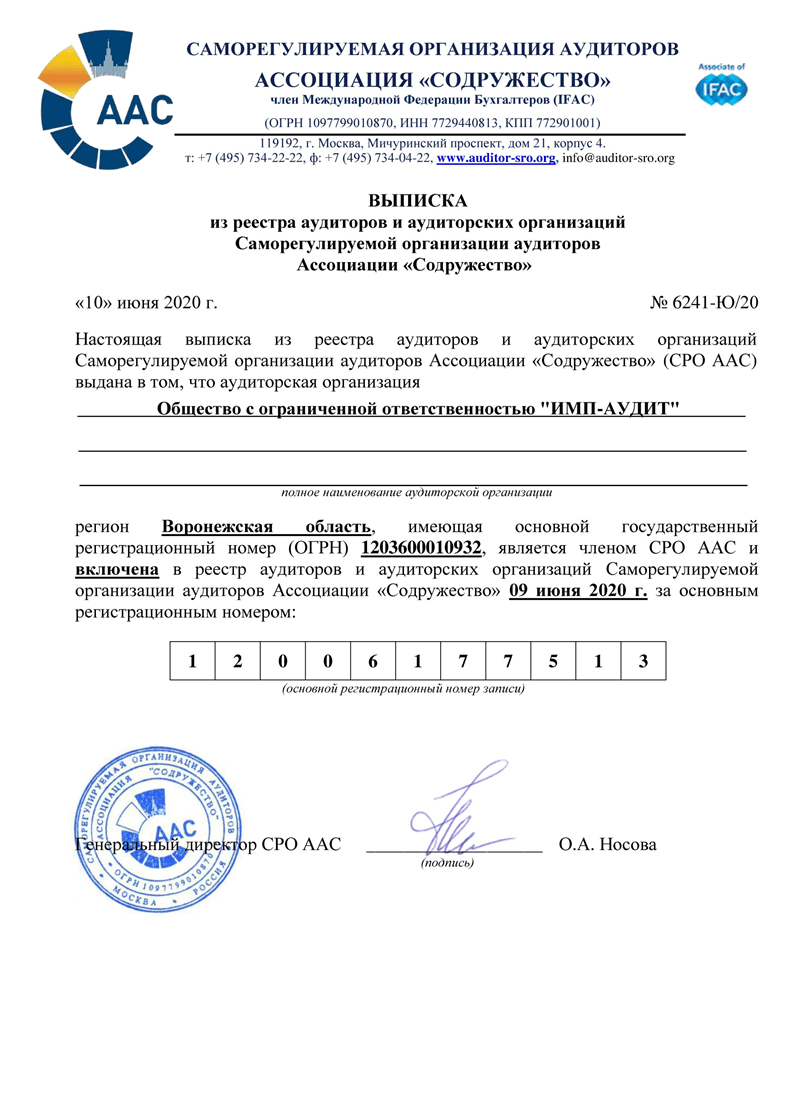 ААС
САМОРЕГУЛИРУЕМАЯ ОРГАНИЗАЦИЯ АУДИТОРОВ
АССОЦИАЦИЯ «СОДРУЖЕСТВО»
член Международной Федерации Бухгалтеров (IFAC)
(ОГРН 1097799010870, ИНН 7729440813, КПП 772901001)
119192, г. Москва, Мичуринский проспект, дом 21, корпус 4.
т: +7 (495) 734-22-22, ф: +7 (495) 734-04-22, www.auditor-sro.org, info@auditor-sro.org
Associate of
IFAC
ВЫПИСКА
из реестра аудиторов и аудиторских организаций
Саморегулируемой организации аудиторов
Ассоциации «Содружество»
«10» июня 2020 г. № 6241-Ю/20
Настоящая выписка из реестра аудиторов и аудиторских организаций
Саморегулируемой организации аудиторов Ассоциации «Содружество» (СРО ААС)
выдана в том, что аудиторская организация
Общество с ограниченной ответственностью "ИМП-АУДИТ"
полное наименование аудиторской организации
регион Воронежская область, имеющая основной государственный
регистрационный номер (ОГРН) 1203600010932, является членом СРО ААС и
включена в реестр аудиторов и аудиторских организаций Саморегулируемой
организации аудиторов Ассоциации «Содружество» 09 июня 2020 г. за основным
регистрационным номером:
1 2 0 0 6 1 7 7 5 1 3
(основной регистрационный номер записи)
САМОРЕГУЛИРУЕМАЯ ОРГАНИЗАЦИЯ АУДИТОРОВ
АССОЦИАЦИЯ "СОДРУЖЕСТВО"
ААС
ОГРН 1097799010870
МОСКВА РОССИЯ
Генеральный директор СРО ААС О.А. Носова
(подпись)